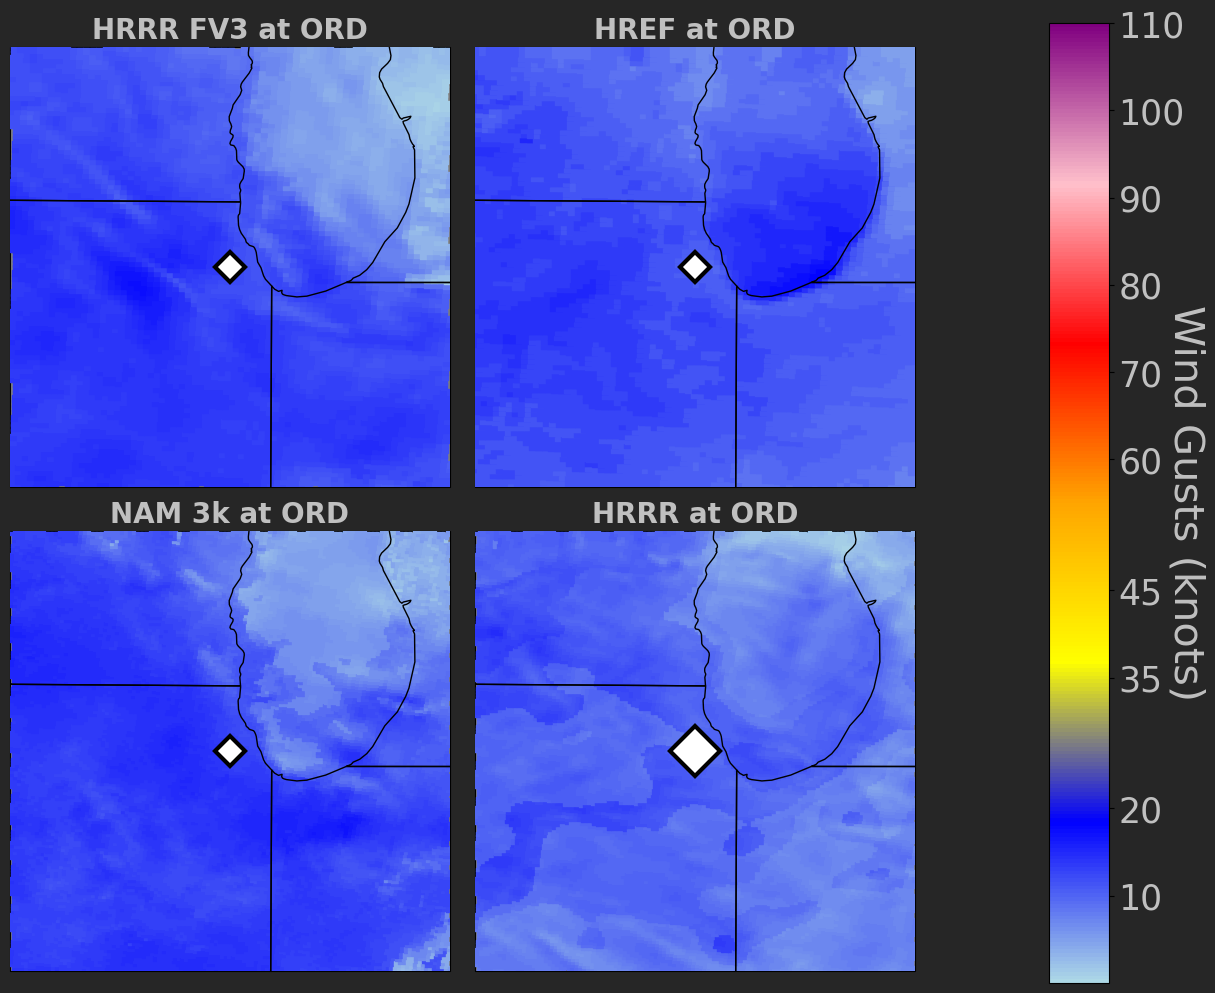 HRRR FV3 at ORD
HREF at ORD
NAM 3k at ORD
HRRR at ORD
110
100
90
80
70
60
45
35
20
10
Wind Gusts (knots)